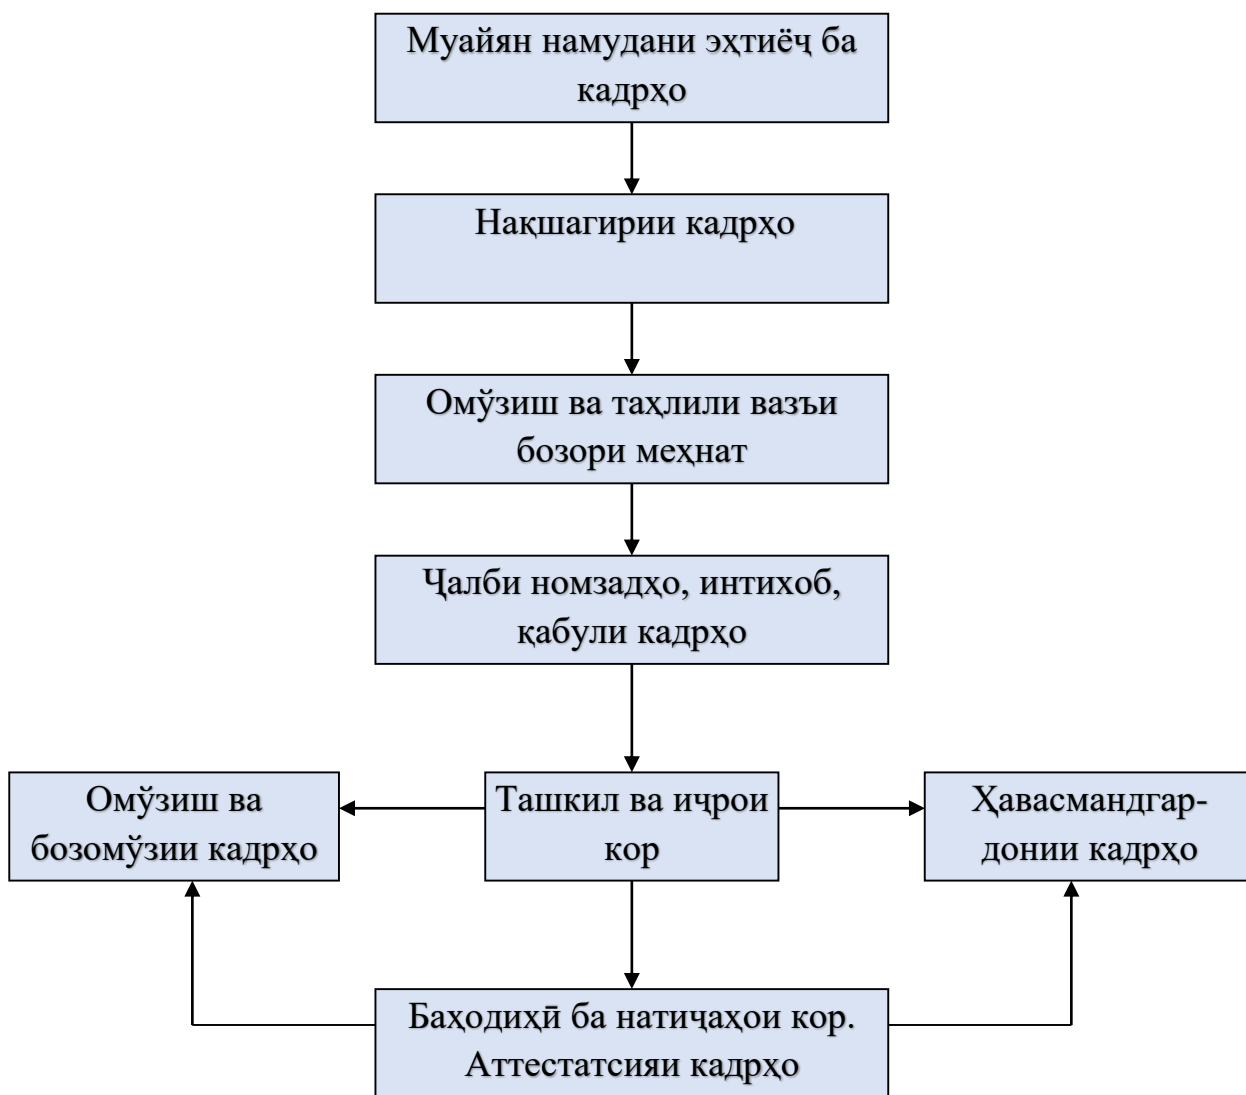 Муайян намудани эҳтиёҷ ба
кадрҳо
Нақшагирии кадрҳо
Омӯзиш ва таҳлили вазъи
бозори меҳнат
Ҷалби номзадҳо, интихоб,
қабули кадрҳо
Омӯзиш ва
бозомӯзии кадрҳо
Ташкил ва иҷрои
кор
Ҳавасмандгар-
донии кадрҳо
Баҳодиҳӣ ба натиҷаҳои кор.
Аттестатсияи кадрҳо